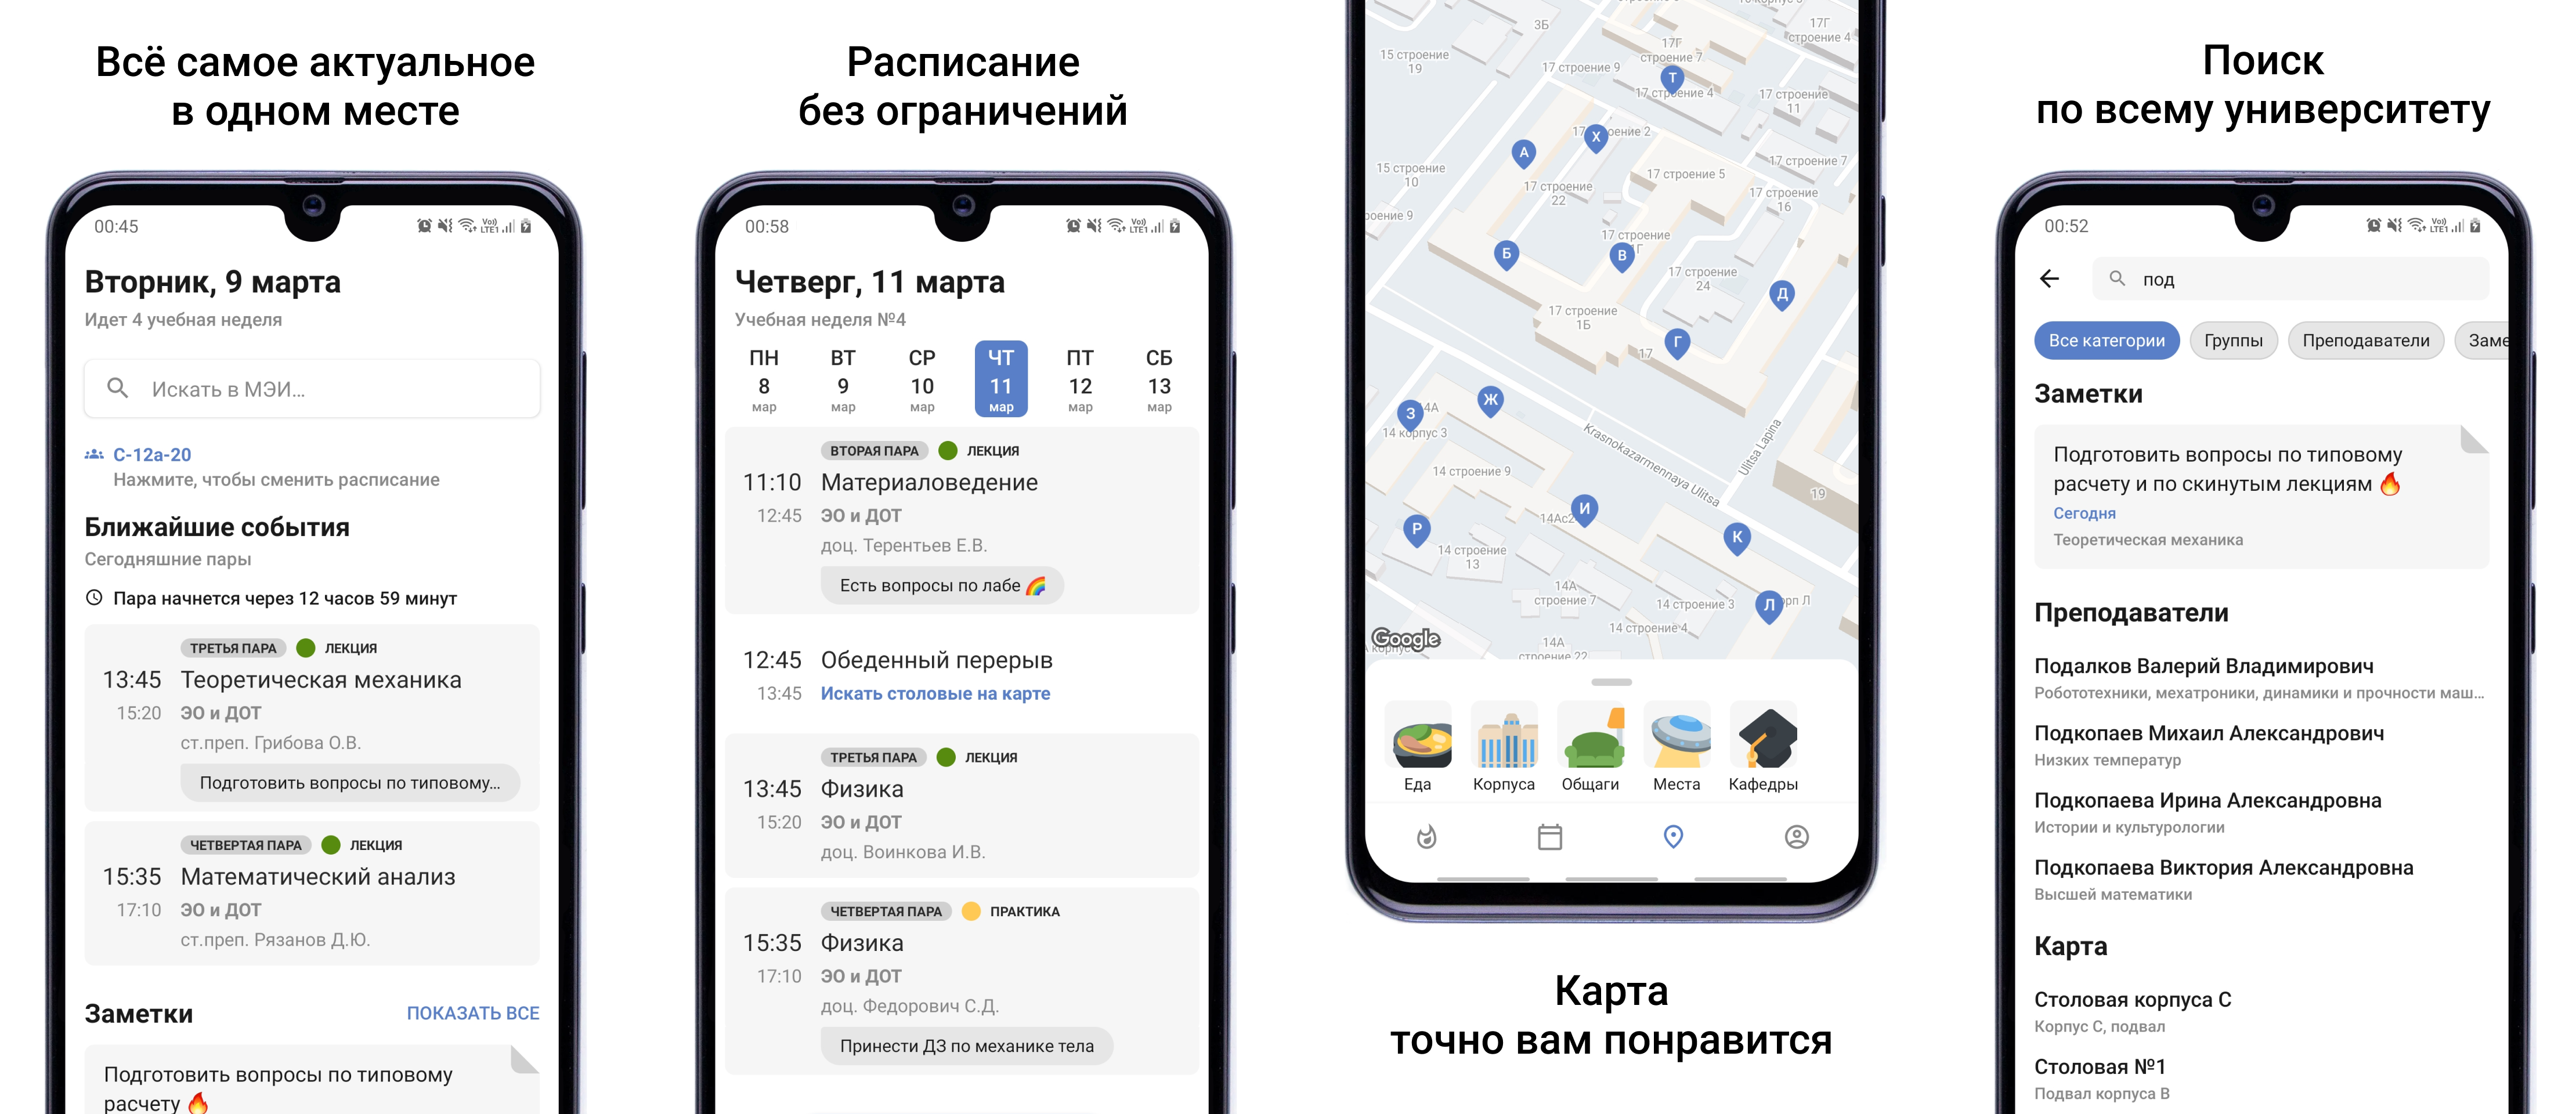 Всё самое актуальное
в одном месте
00:45
Вторник, 9 марта
Идет 4 учебная неделя
Искать в МЭИ...
С-12а-20
Нажмите, чтобы сменить расписание
Ближайшие события
Сегодняшние пары
Пара начнется через 12 часов 59 минут
ТРЕТЬЯ ПАРА ЛЕКЦИЯ
13:45 Теоретическая механика
15:20 ЭО и ДОТ
ст.преп. Грибова О.В.
Подготовить вопросы по типовому...
ЧЕТВЕРТАЯ ПАРА ЛЕКЦИЯ
15:35 Математический анализ
17:10 ЭО и ДОТ
ст.преп. Рязанов Д.Ю.
Заметки ПОКАЗАТЬ ВСЕ
Подготовить вопросы по типовому
расчету 🔥
Расписание
без ограничений
00:58
Четверг, 11 марта
Учебная неделя №4
ПН ВТ СР ЧТ ПТ СБ
8 9 10 11 12 13
мар мар мар мар мар мар
ВТОРАЯ ПАРА ЛЕКЦИЯ
11:10 Материаловедение
12:45 ЭО и ДОТ
доц. Терентьев Е.В.
Есть вопросы по лабе 🌈
12:45 Обеденный перерыв
13:45 Искать столовые на карте
ТРЕТЬЯ ПАРА ЛЕКЦИЯ
13:45 Физика
15:20 ЭО и ДОТ
доц. Воинкова И.В.
ЧЕТВЕРТАЯ ПАРА ПРАКТИКА
15:35 Физика
17:10 ЭО и ДОТ
доц. Федорович С.Д.
Принести ДЗ по механике тела
3Б
17Г
строение 4
15 строение
19
17Г
строение 7
17 строение 9
Т
17 строение 4
17 строение
11
Х
А
17 строение 7
15 строение
10
17 строение 5
17 строение
22
17 строение
16
Б
17 строение
В
17 строение
24
Д
17 строение
1Б
Г
17
Ж
З
14 корпус 3
Krasnokazarmennaya Ulitsa
Ulitsa Lapina
14 строение 9
19
И
Р
К
14 строение
13
14А
строение 7
14 строение 3
Л
14 строение 4
14А
строение 22
Google
Еда Корпуса Общаги Места Кафедры
Карта
точно вам понравится
Поиск
по всему университету
00:52
под
Все категории Группы Преподаватели Заме
Заметки
Подготовить вопросы по типовому
расчету и по скинутым лекциям 🔥
Сегодня
Теоретическая механика
Преподаватели
Подалков Валерий Владимирович
Робототехники, мехатроники, динамики и прочности маш...
Подкопаев Михаил Александрович
Низких температур
Подкопаева Ирина Александровна
Истории и культурологии
Подкопаева Виктория Александровна
Высшей математики
Карта
Столовая корпуса С
Корпус С, подвал
Столовая №1
Подвал корпуса В